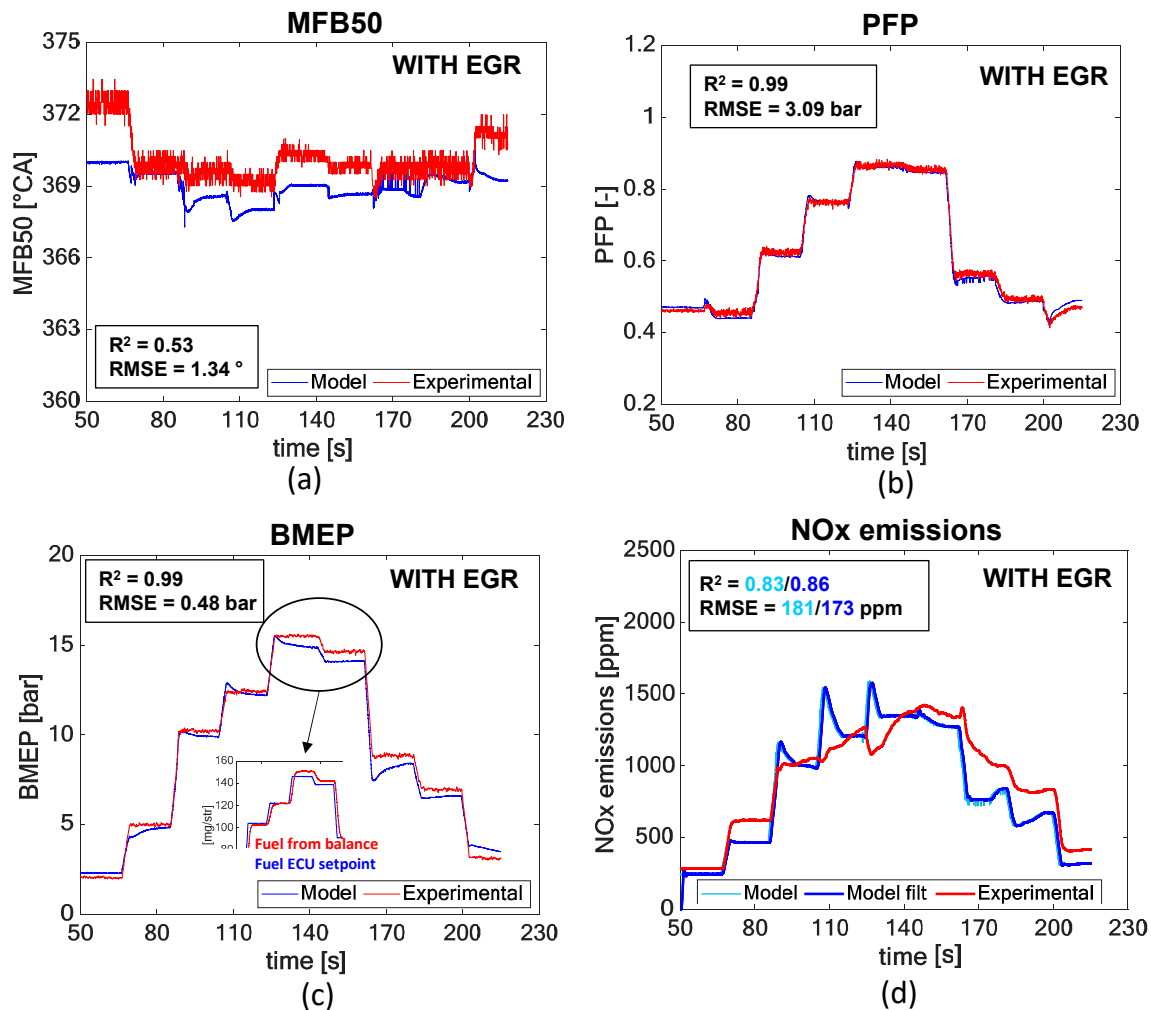 MFB50
WITH EGR
375
372
369
366
363
360
MFB50 [°CA]
R² = 0.53
RMSE = 1.34 °
Model Experimental
50 80 110 140 170 200 230
time [s]
(a)
PFP
WITH EGR
R² = 0.99
RMSE = 3.09 bar
1.2
1
0.8
0.6
0.4
0.2
PFP [-]
Model Experimental
50 80 110 140 170 200 230
time [s]
(b)
BMEP
WITH EGR
R² = 0.99
RMSE = 0.48 bar
20
15
10
5
0
BMEP [bar]
160
140
120
100
80
[mg/str]
Fuel from balance
Fuel ECU setpoint
Model Experimental
50 80 110 140 170 200 230
time [s]
(c)
NOx emissions
WITH EGR
R² = 0.83/0.86
RMSE = 181/173 ppm
2500
2000
1500
1000
500
0
NOx emissions [ppm]
Model Model filt Experimental
50 80 110 140 170 200 230
time [s]
(d)